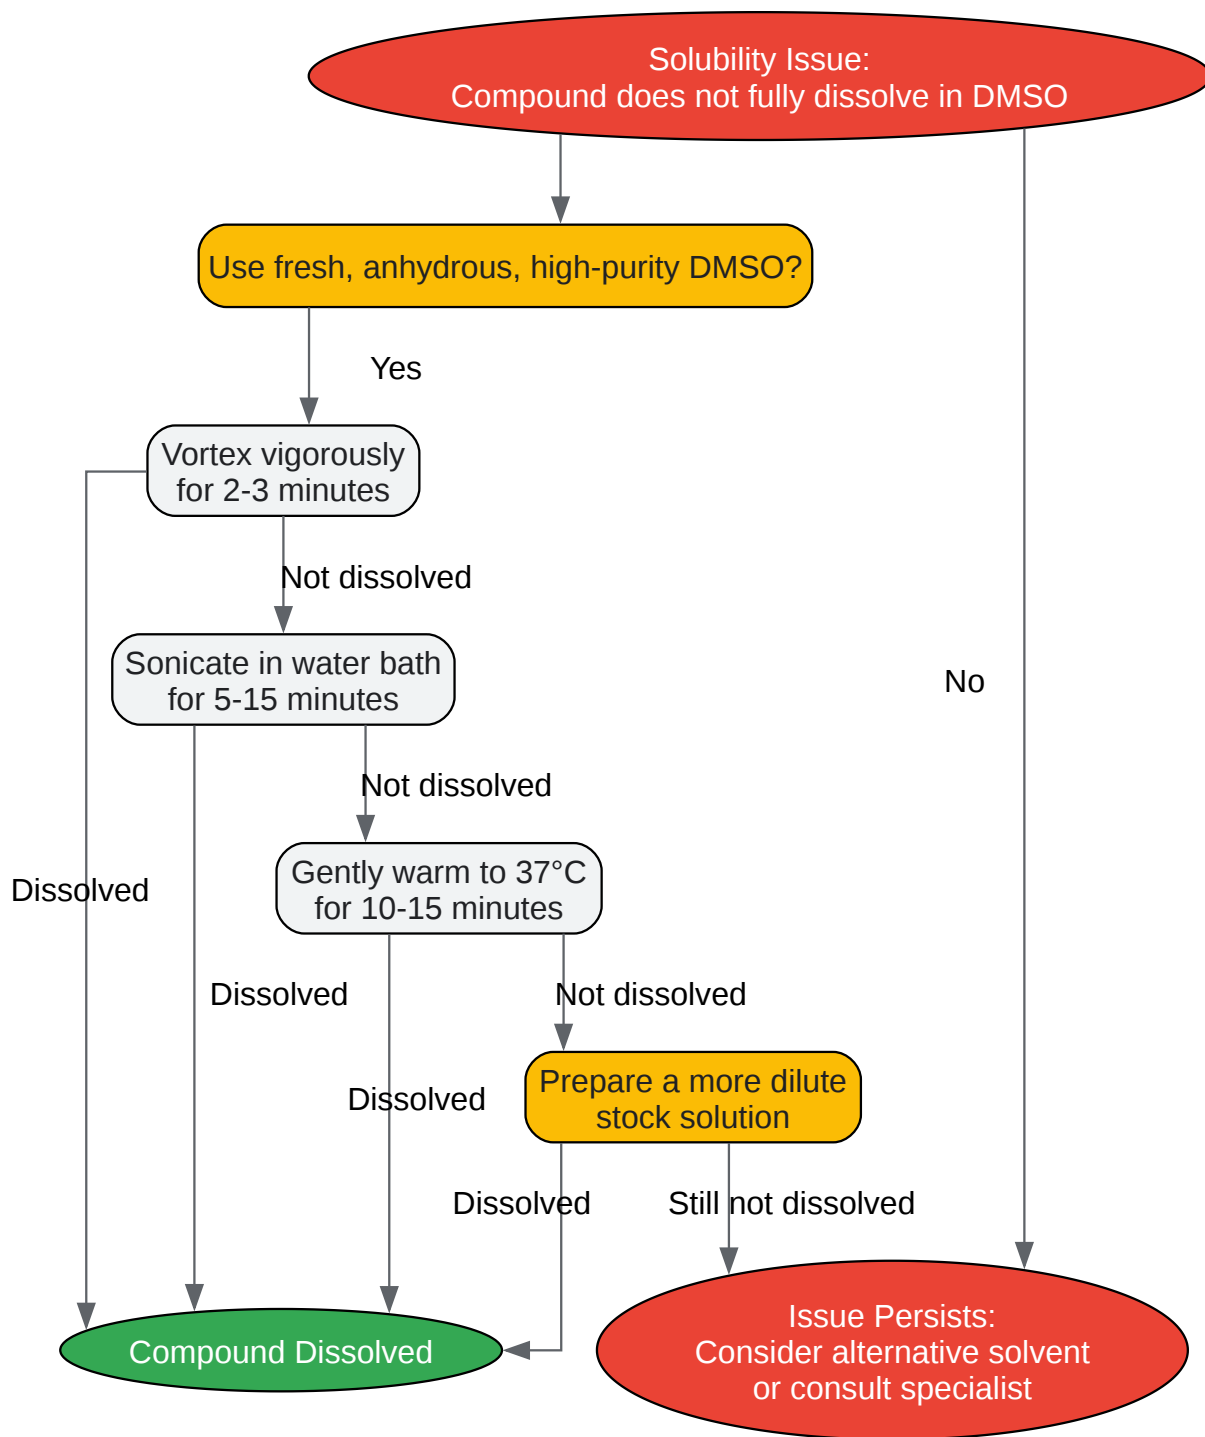 Solubility Issue:
Compound does not fully dissolve in DMSO
Use fresh, anhydrous, high-purity DMSO?
Yes
Vortex vigorously
for 2-3 minutes
Not dissolved
Sonicate in water bath
for 5-15 minutes
No
Not dissolved
Gently warm to 37°C
for 10-15 minutes
Dissolved
Dissolved
Not dissolved
Prepare a more dilute
stock solution
Dissolved
Dissolved
Still not dissolved
Issue Persists:
Consider alternative solvent
or consult specialist
Compound Dissolved